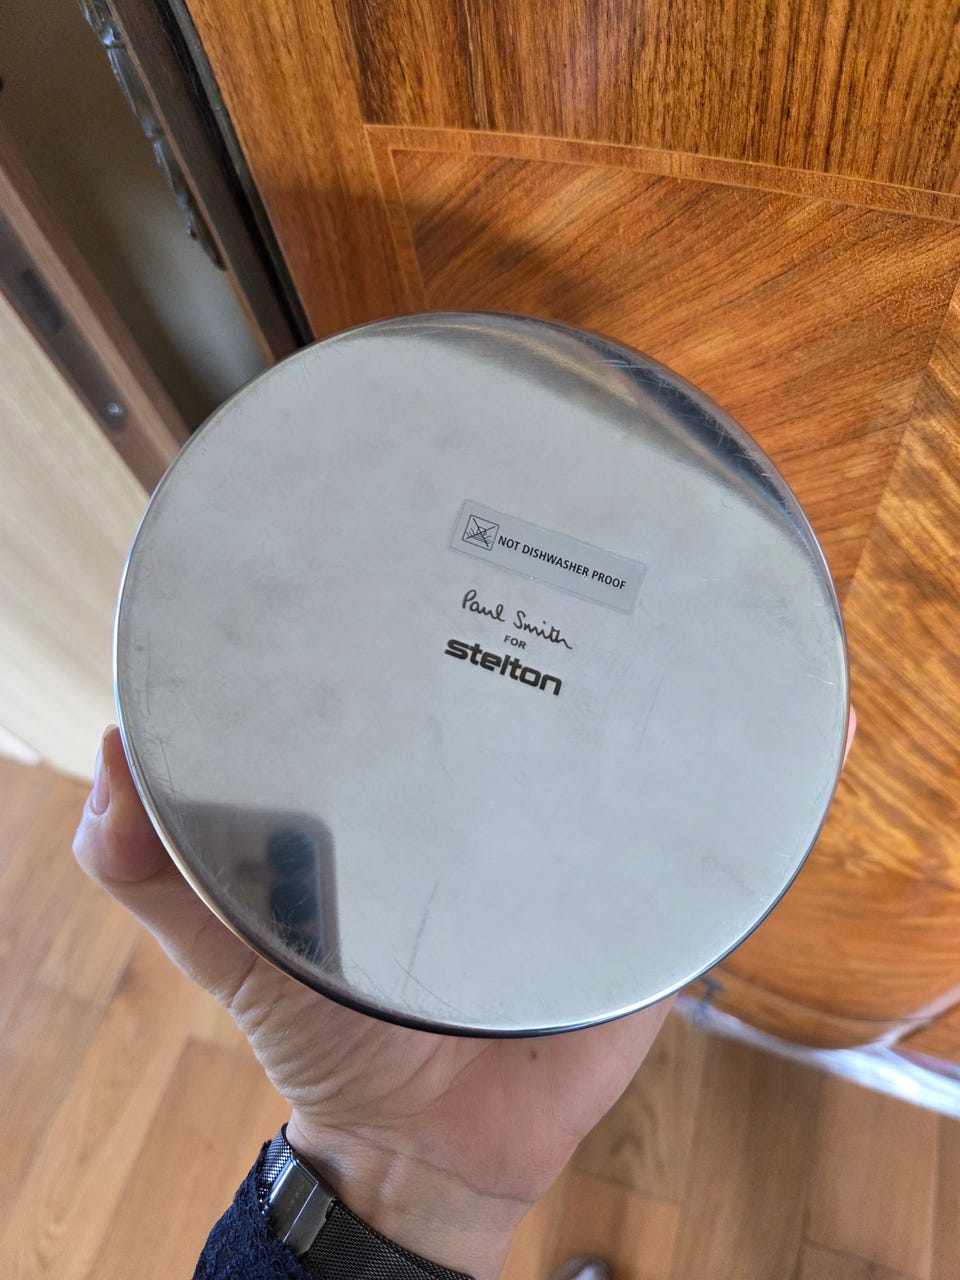 NOT DISHWASHER PROOF
Paul Smith
FOR
stelton